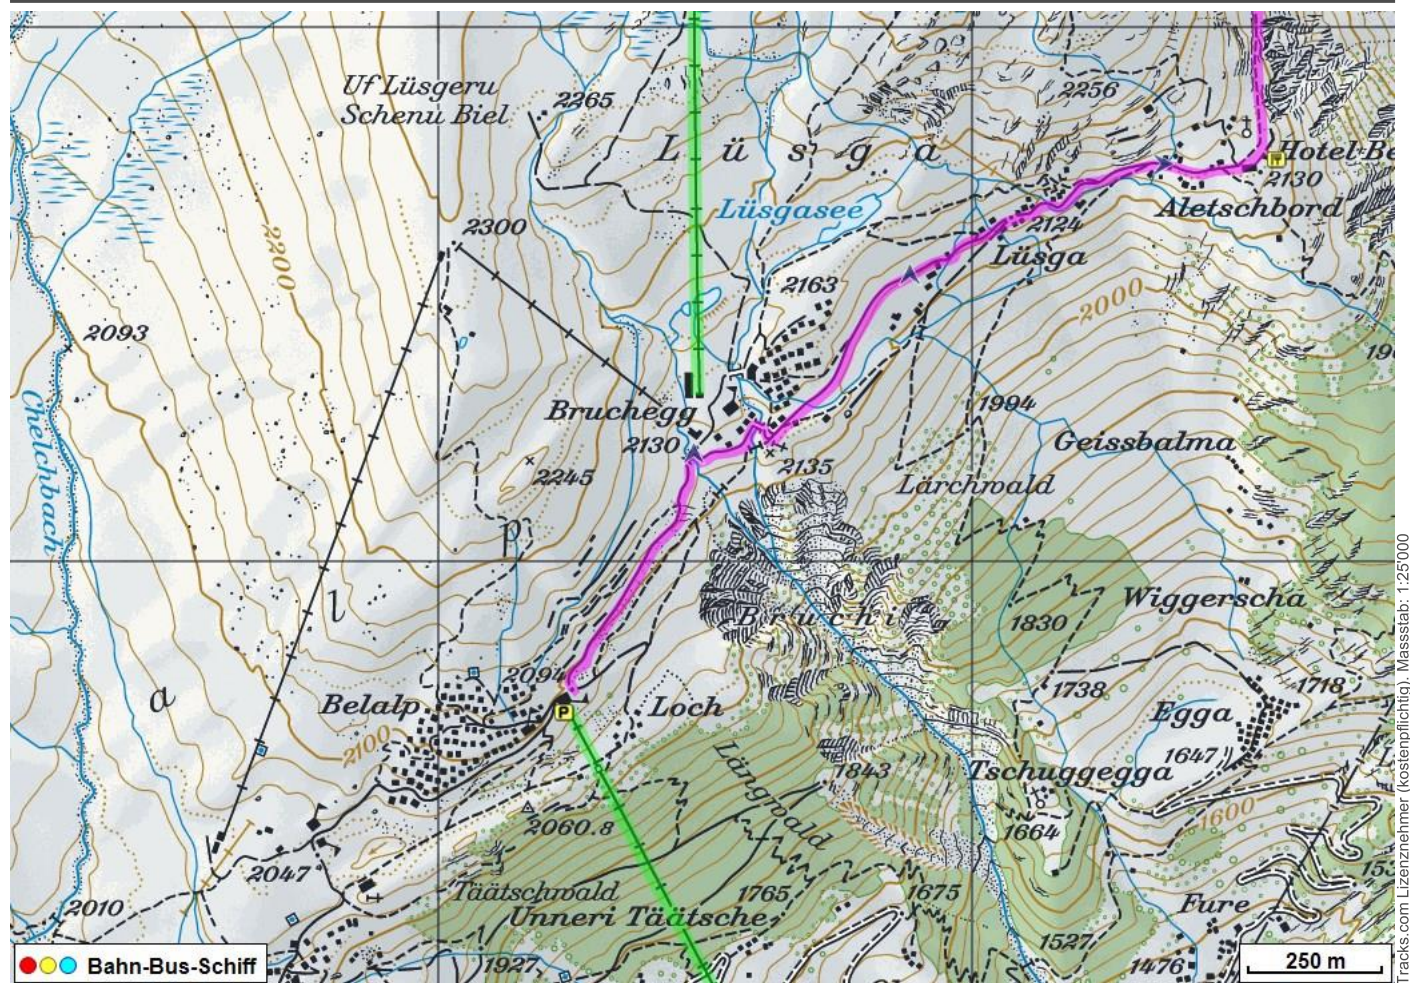 Uf Lüsgeru
Schenu Biel
2265
2256
Lüsga
Hotel Be
2130
Lüsgasee
Aletschbord
2124
Lüsga
2300
2200
2163
2000
2093
Chelchbach
Bruchegg
2130
1994
Geissbalma
2135
2245
Lärchwald
alp
Wiggerscha
Bruchi
1830
2094
1738
1718
Belalp
Loch
Egga
2100
1647
Tschuggegga
1843
Längwald
1600
2060.8
1664
2047
Täätschwald
1765
1675
2010
Unneri Täätsche
Fure
1527
1927
1476
Bahn-Bus-Schiff
250 m
P
Tracks.com Lizenznehmer (kostenpflichtig). Massstab: 1:25'000